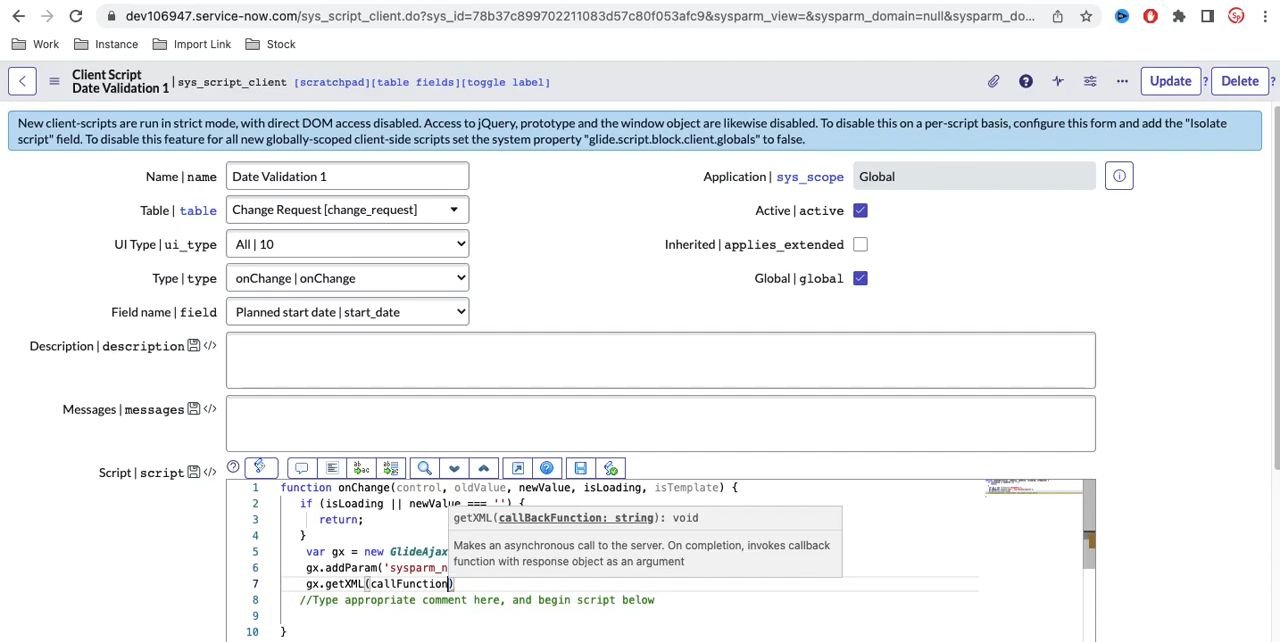 dev106947.service-now.com/sys_script_client.do?sys_id=78b37c899702211083d57c80f053afc9&sysparm_view=&sysparm_domain=null&sysparm_do...
Work Instance Import Link Stock
Client Script
Date Validation 1 | sys_script_client [scratchpad][table fields][toggle label]
Update ? Delete ?
New client-scripts are run in strict mode, with direct DOM access disabled. Access to jQuery, prototype and the window object are likewise disabled. To disable this on a per-script basis, configure this form and add the "Isolate
script" field. To disable this feature for all new globally-scoped client-side scripts set the system property "glide.script.block.client.globals" to false.
Name | name Date Validation 1 Application | sys_scope Global
Table | table Change Request [change_request] Active | active
UI Type | ui_type All | 10 Inherited | applies_extended
Type | type onChange | onChange Global | global
Field name | field Planned start date | start_date
Description | description </>
Messages | messages </>
Script | script </>
1 function onChange(control, oldValue, newValue, isLoading, isTemplate) {
2 if (isLoading || newValue === '') {
getXML(callBackFunction: string): void
3 return;
4 }
Makes an asynchronous call to the server. On completion, invokes callback
function with response object as an argument
5 var gx = new GlideAjax
6 gx.addParam('sysparm_n
7 gx.getXML(callFunction)
8 //Type appropriate comment here, and begin script below
9
10 }